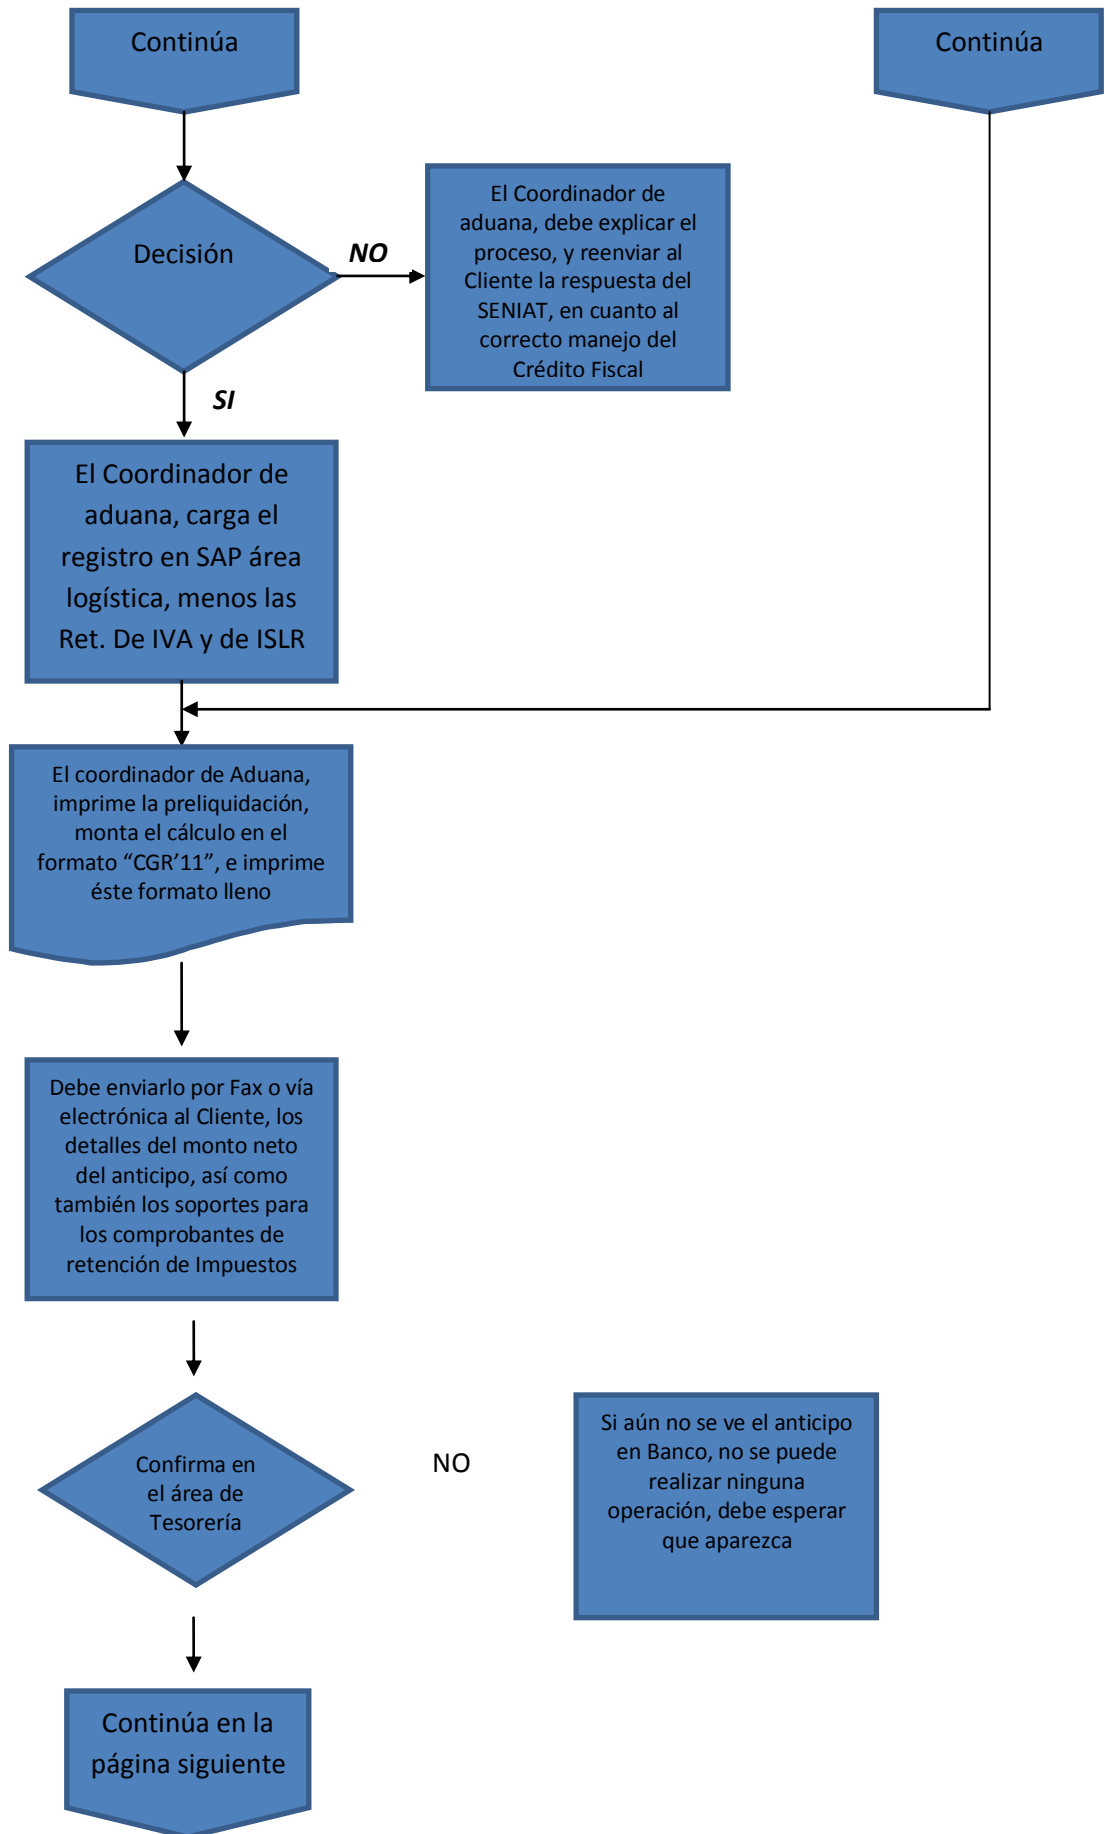 Continúa
Continúa
Decisión
NO
El Coordinador de
aduana, debe explicar el
proceso, y reenviar al
Cliente la respuesta del
SENIAT, en cuanto al
correcto manejo del
Crédito Fiscal
SI
El Coordinador de
aduana, carga el
registro en SAP área
logística, menos las
Ret. De IVA y de ISLR
El coordinador de Aduana,
imprime la preliquidación,
monta el cálculo en el
formato “CGR’11”, e imprime
éste formato lleno
Debe enviarlo por Fax o vía
electrónica al Cliente, los
detalles del monto neto
del anticipo, así como
también los soportes para
los comprobantes de
retención de Impuestos
Confirma en
el área de
Tesorería
NO
Si aún no se ve el anticipo
en Banco, no se puede
realizar ninguna
operación, debe esperar
que aparezca
Continúa en la
página siguiente